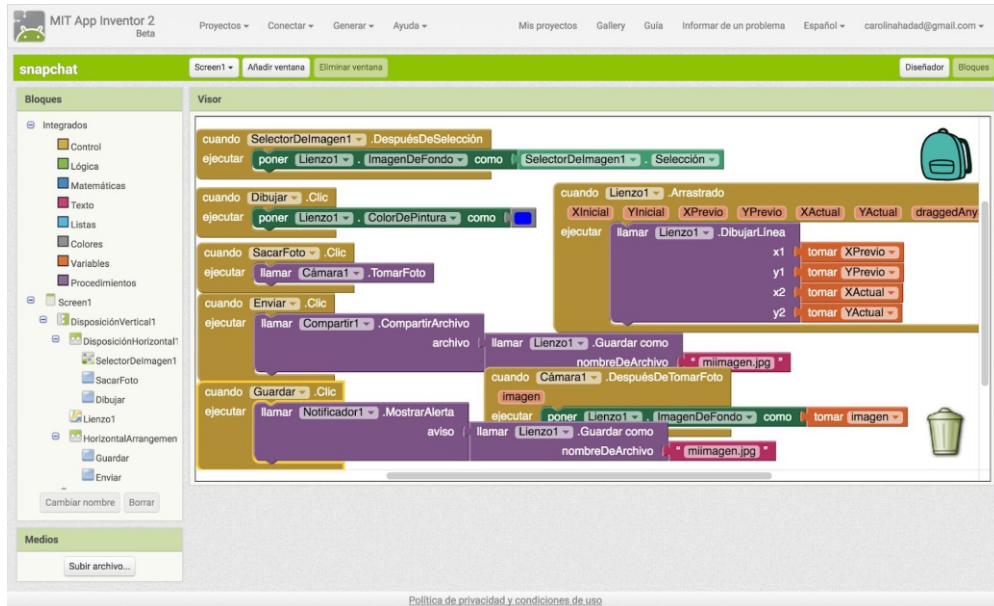 MIT App Inventor 2
Beta
Proyectos Conectar Generar Ayuda Mis proyectos Gallery Guía Informar de un problema Español carolinahadad@gmail.com
snapchat Screen1 Añadir ventana Eliminar ventana Diseñador Bloques
Bloques
Integrados
Control
Lógica
Matemáticas
Texto
Listas
Colores
Variables
Procedimientos
Screen1
DisposiciónVertical1
DisposiciónHorizontal1
SelectorDeImagen1
SacarFoto
Dibujar
Lienzo1
HorizontalArrangemen
Guardar
Enviar
Cambiar nombre Borrar
Medios
Subir archivo...
Visor
cuando SelectorDeImagen1 .DespuésDeSelección
ejecutar poner Lienzo1 . ImagenDeFondo como SelectorDeImagen1 . Selección
cuando Dibujar .Clic
ejecutar poner Lienzo1 . ColorDePintura como
cuando SacarFoto .Clic
ejecutar llamar Cámara1 .TomarFoto
cuando Enviar .Clic
ejecutar llamar Compartir1 .CompartirArchivo
archivo llamar Lienzo1 .Guardar como
nombreDeArchivo " miimagen.jpg "
cuando Guardar .Clic
ejecutar llamar Notificador1 .MostrarAlerta
aviso llamar Lienzo1 .Guardar como
nombreDeArchivo " miimagen.jpg "
cuando Lienzo1 .Arrastrado
XInicial YInicial XPrevio YPrevio XActual YActual draggedAny
ejecutar llamar Lienzo1 .DibujarLínea
x1 tomar XPrevio
y1 tomar YPrevio
x2 tomar XActual
y2 tomar YActual
cuando Cámara1 .DespuésDeTomarFoto
imagen
ejecutar poner Lienzo1 . ImagenDeFondo como tomar imagen
Política de privacidad y condiciones de uso